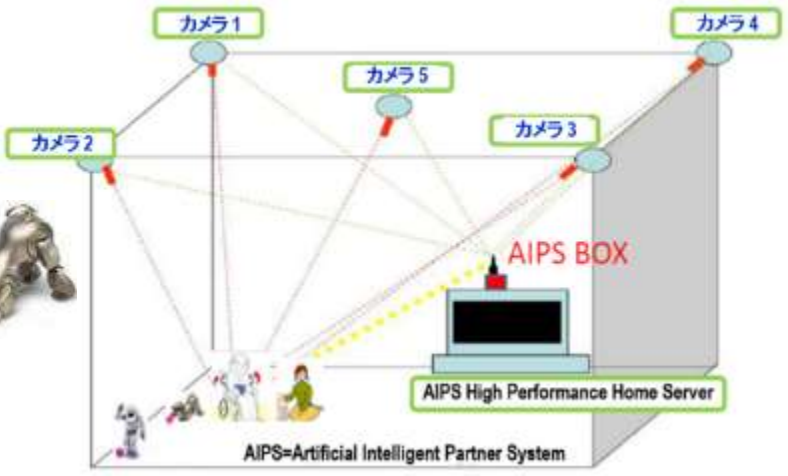 カメラ1
カメラ4
カメラ5
カメラ3
カメラ2
AIPS BOX
AIPS High Performance Home Server
AIPS=Artificial Intelligent Partner System